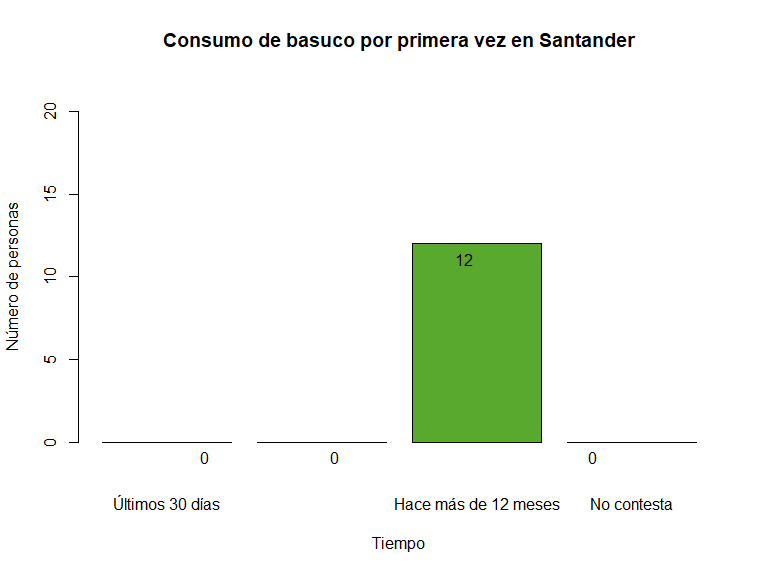 Consumo de basuco por primera vez en Santander
Número de personas
20
15
10
5
0
12
0
0
0
Últimos 30 días
Hace más de 12 meses
No contesta
Tiempo